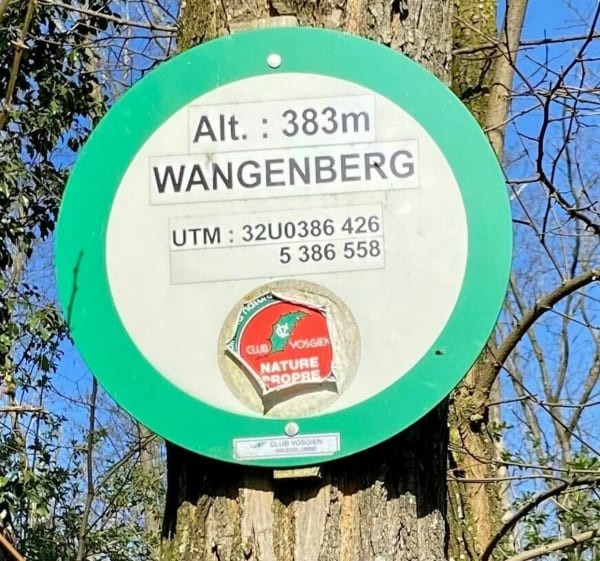 Alt. : 383m
WANGENBERG
UTM : 32U0386 426
5 386 558
CLUB VOSGIEN
NATURE
PROPRE
CLUB VOSGIEN